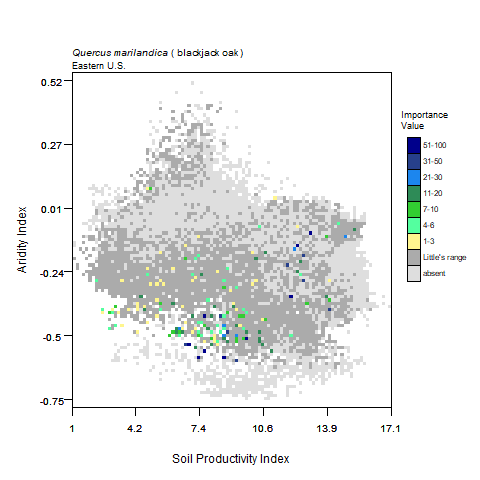 Quercus marilandica ( blackjack oak )
Eastern U.S.
0.52
0.27
0.01
-0.24
-0.5
-0.75
Aridity Index
1 4.2 7.4 10.6 13.9 17.1
Soil Productivity Index
Importance
Value
51-100
31-50
21-30
11-20
7-10
4-6
1-3
Little's range
absent